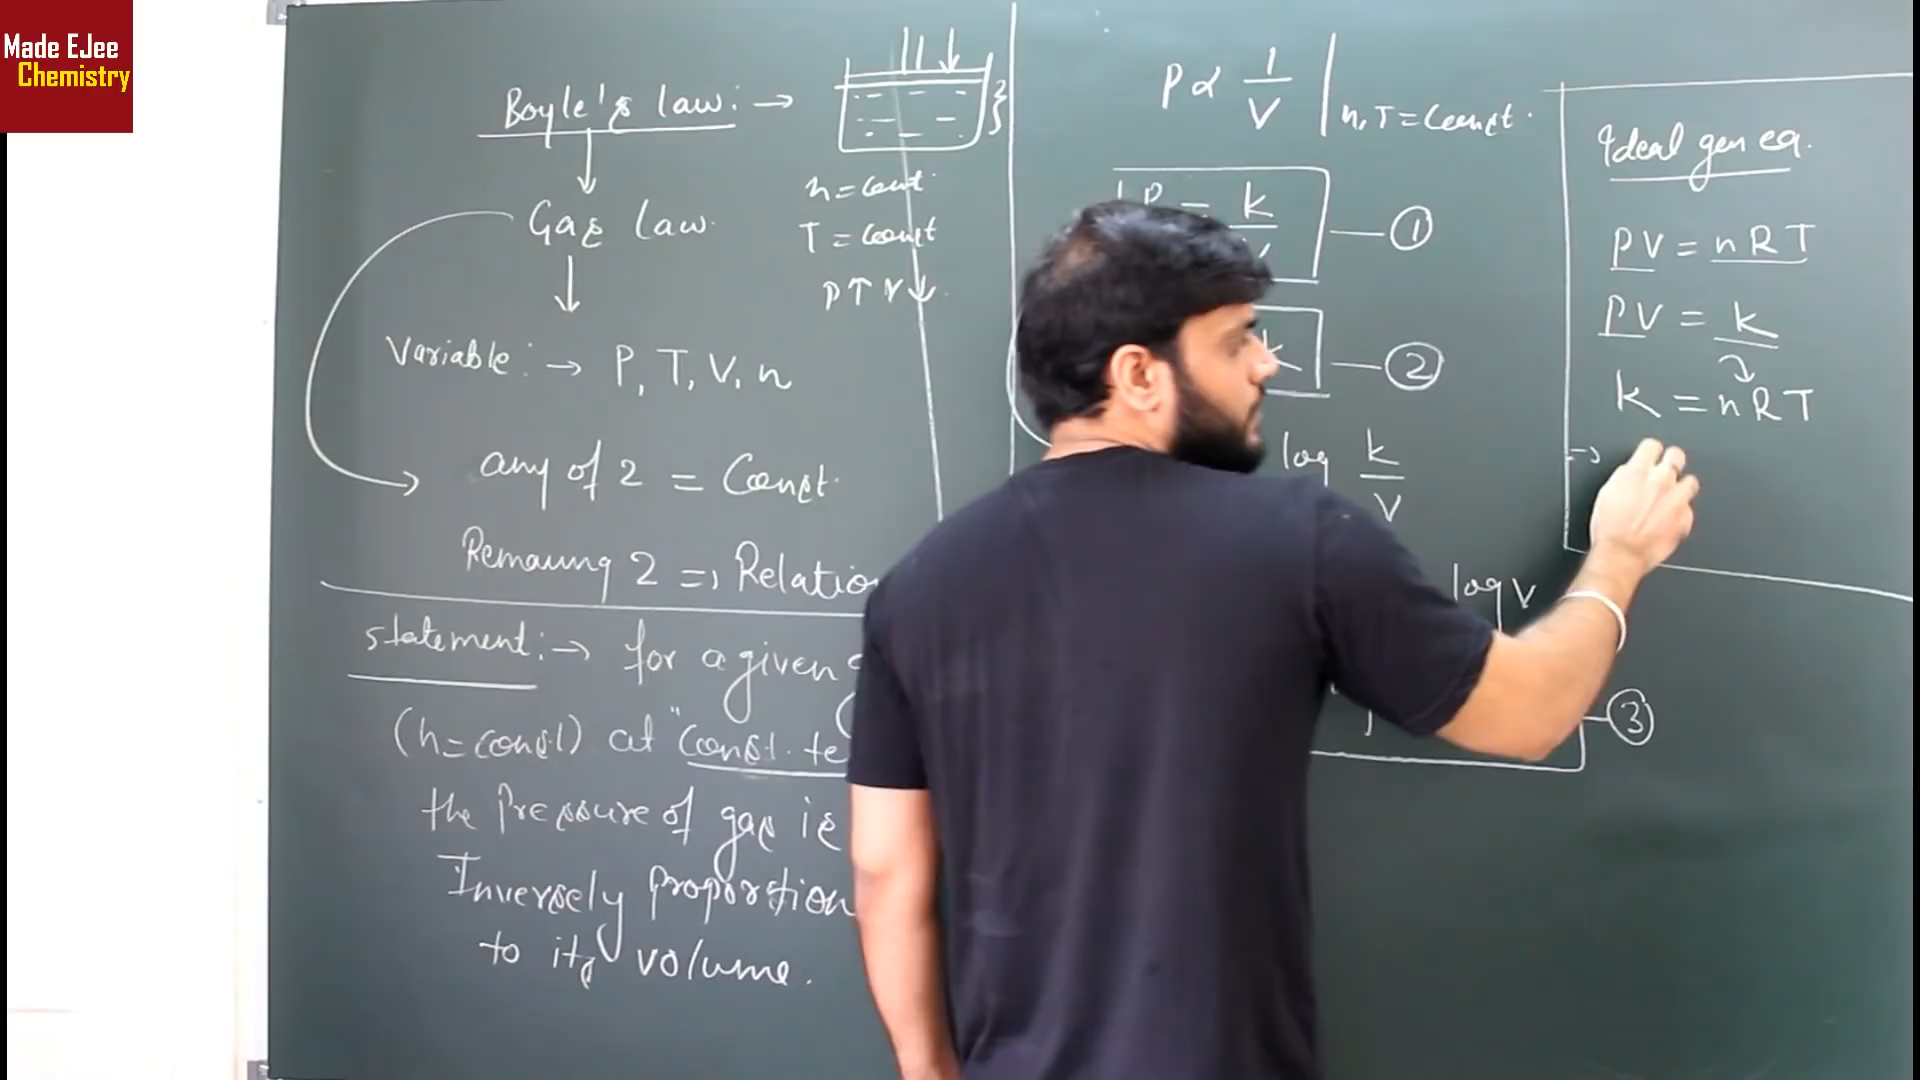 Made EJee
Chemistry
Boyle's law: →
Gas law.
Variable: → P, T, V, n
any of 2 = Const.
Remaining 2 => Relatio
statement: → for a given
(n=const) at "const. te
the pressure of gas is
Inversely proportion
to its volume.
n = const.
T = const
P↑ V↓
P ∝ 1/V | n, T = Const.
P = k/V — ①
k — ②
log k/V
log V
③
Ideal gas eq.
PV = nRT
PV = k
k = nRT
→